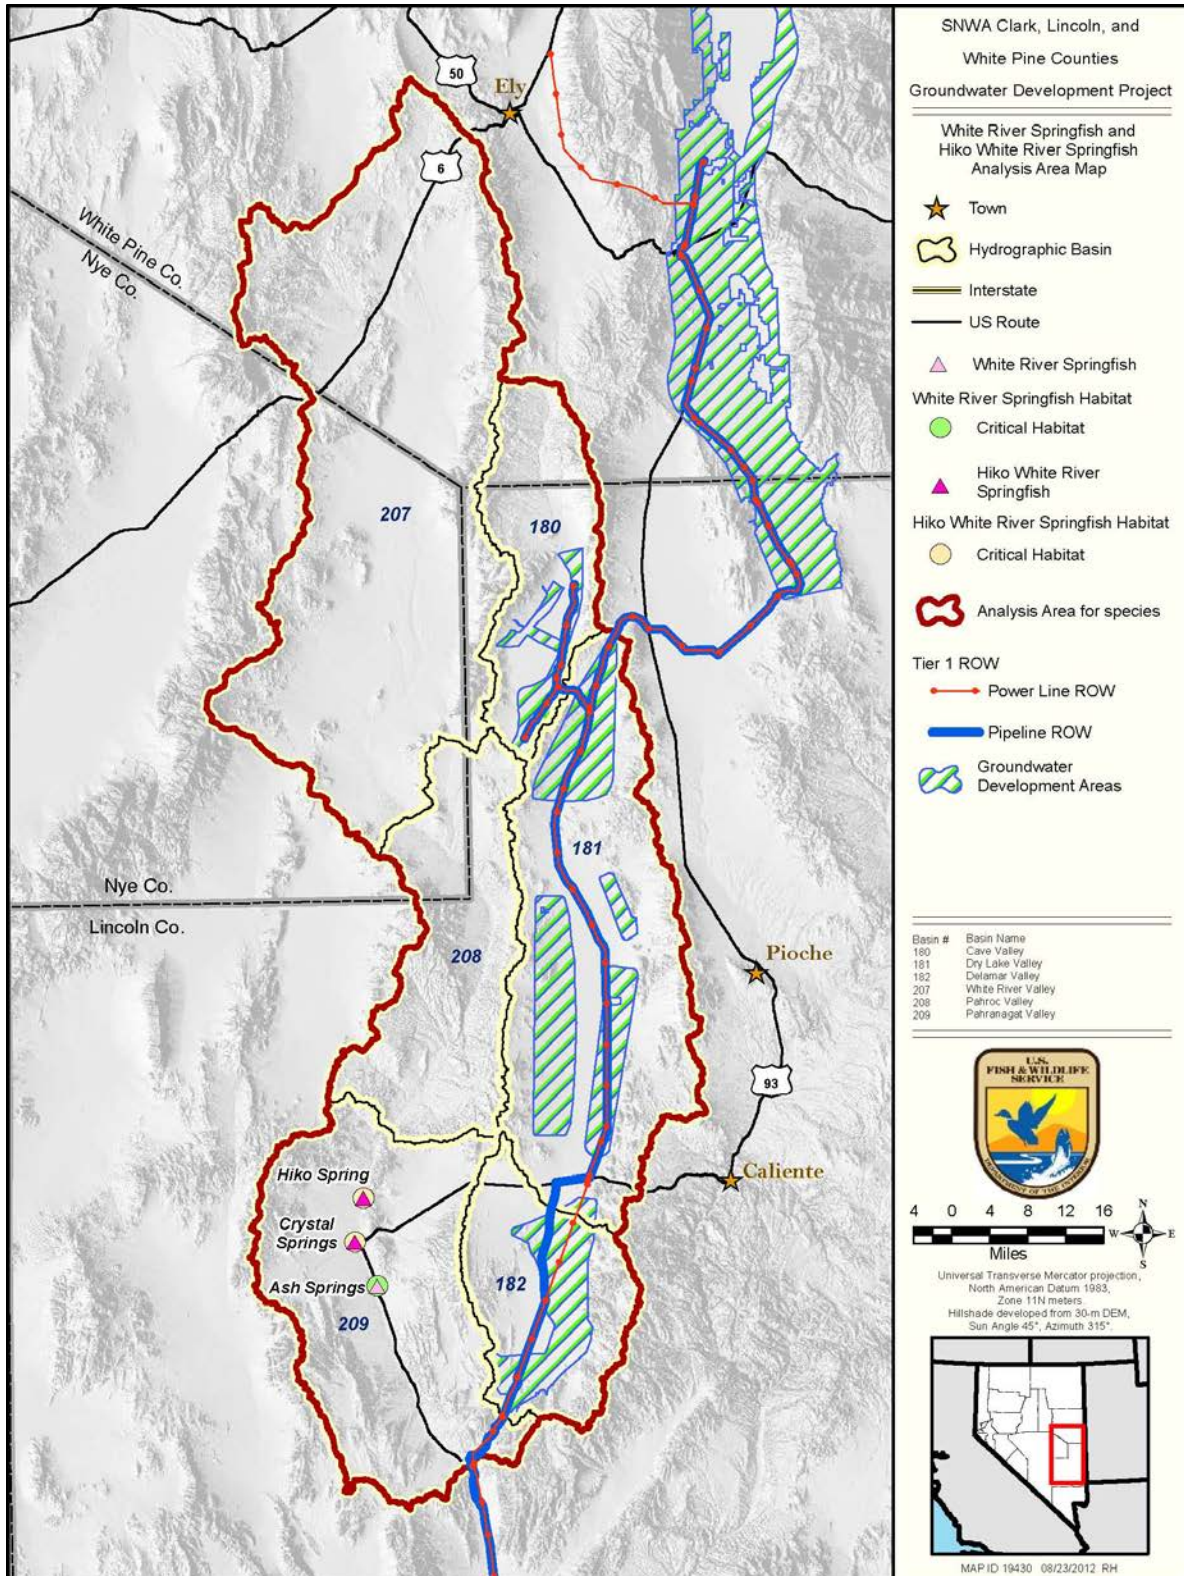 SNWA Clark, Lincoln, and
White Pine Counties
Groundwater Development Project
White River Springfish and
Hiko White River Springfish
Analysis Area Map
Town
Hydrographic Basin
Interstate
US Route
White River Springfish
White River Springfish Habitat
Critical Habitat
Hiko White River
Springfish
Hiko White River Springfish Habitat
Critical Habitat
Analysis Area for species
Tier 1 ROW
Power Line ROW
Pipeline ROW
Groundwater
Development Areas
Basin # Basin Name
180 Cave Valley
181 Dry Lake Valley
182 Delamar Valley
207 White River Valley
208 Pahroc Valley
209 Pahranagat Valley
U.S.
FISH & WILDLIFE
SERVICE
DEPARTMENT OF THE INTERIOR
4 0 4 8 12 16
Miles
N
W
E
S
Universal Transverse Mercator projection,
North American Datum 1983,
Zone 11N meters
Hillshade developed from 30-m DEM,
Sun Angle 45°, Azimuth 315°.
MAP ID 19430 08/23/2012 RH
50
Ely
6
White Pine Co.
Nye Co.
207
180
181
Nye Co.
Lincoln Co.
208
Pioche
93
Caliente
Hiko Spring
Crystal
Springs
Ash Springs
182
209